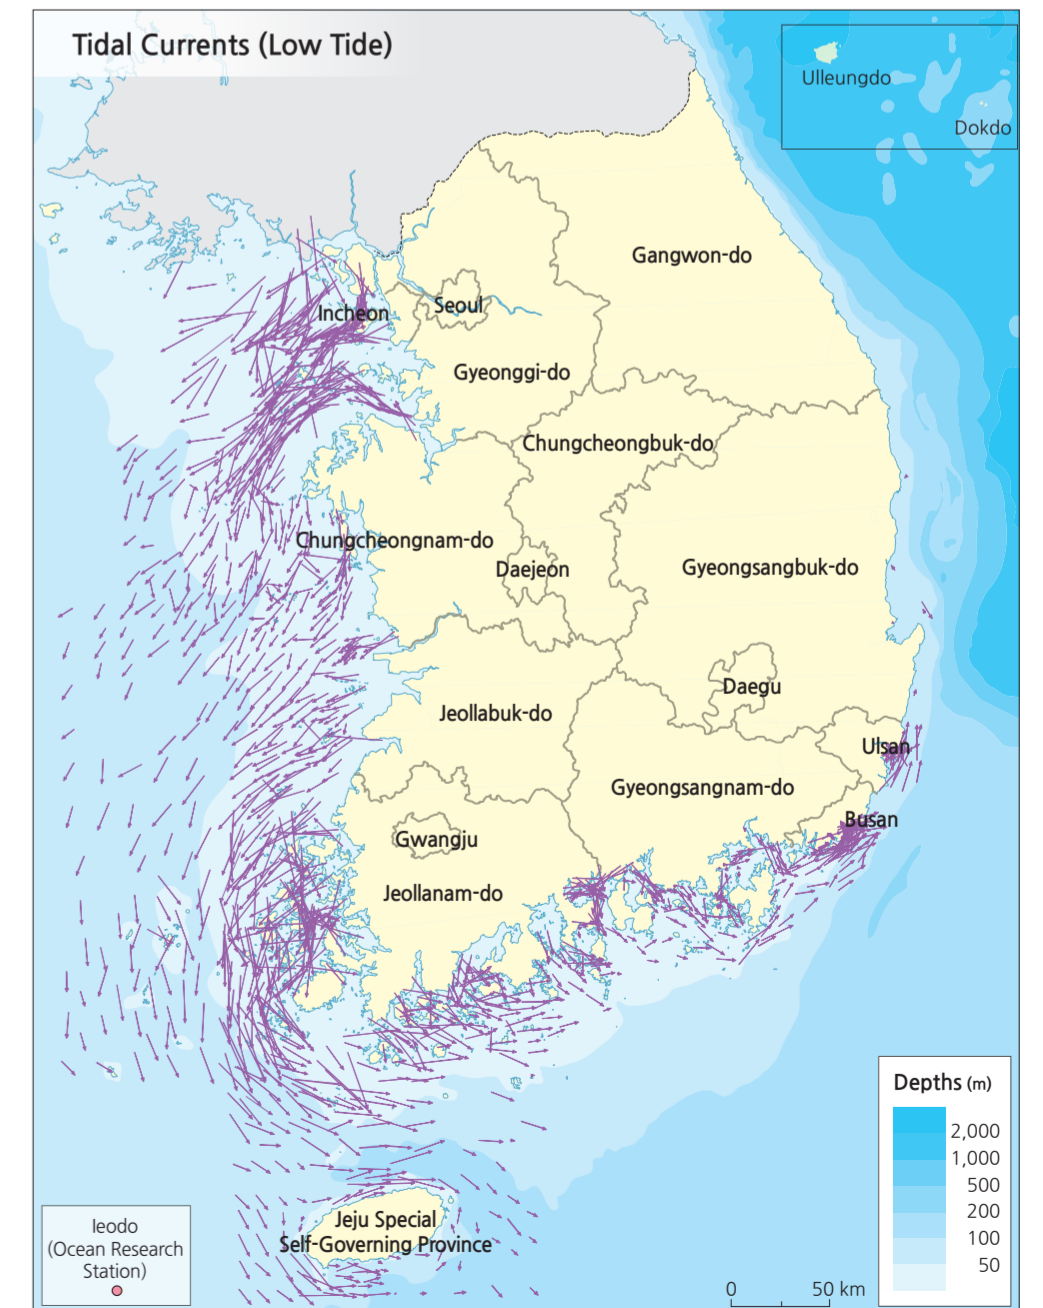 Tidal Currents (Low Tide)
Ulleungdo
Dokdo
Gangwon-do
Seoul
Incheon
Gyeonggi-do
Chungcheongbuk-do
Chungcheongnam-do
Daejeon
Gyeongsangbuk-do
Daegu
Jeollabuk-do
Ulsan
Gyeongsangnam-do
Busan
Gwangju
Jeollanam-do
Jeju Special
Self-Governing Province
Ieodo
(Ocean Research
Station)
Depths (m)
2,000
1,000
500
200
100
50
0 50 km